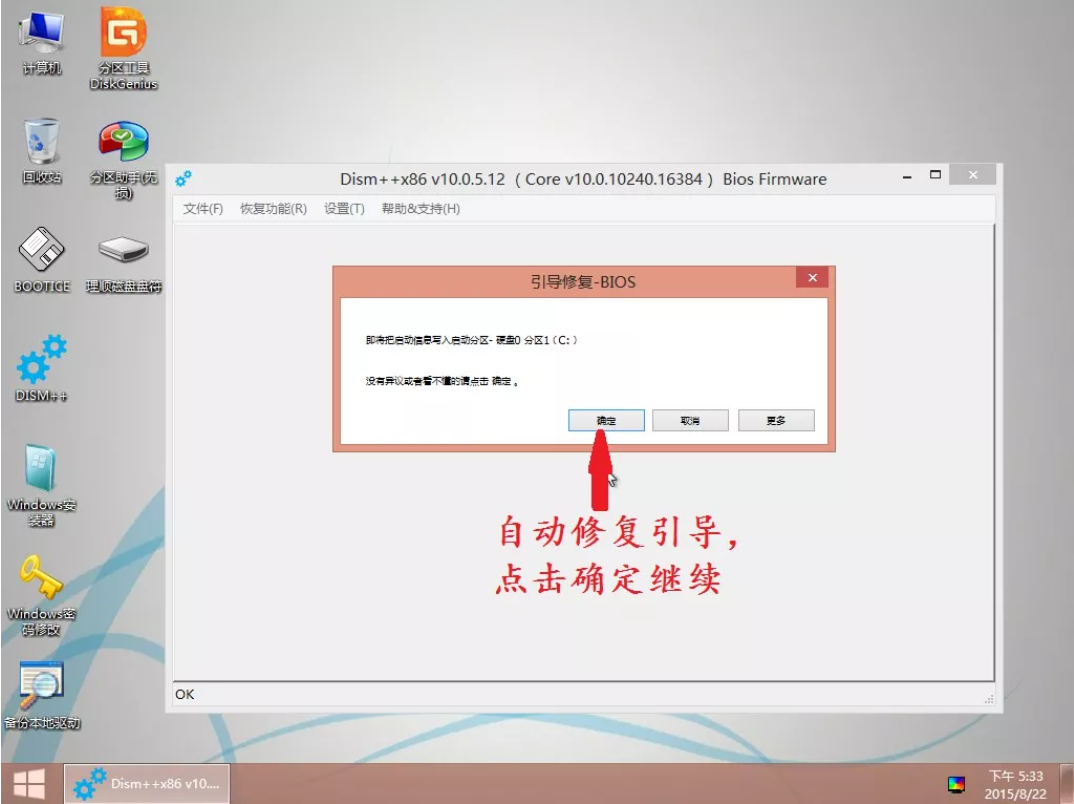 计算机
分区工具
DiskGenius
回收站
分区助手(无
损)
BOOTICE
理顺磁盘盘符
DISM++
Windows安
装器
Windows密
码修改
备份本地驱动
Dism++x86 v10.0.5.12（Core v10.0.10240.16384）Bios Firmware
文件(F) 恢复功能(R) 设置(T) 帮助&支持(H)
引导修复-BIOS
即将把启动信息写入启动分区- 硬盘0 分区1（C:）
没有异议或者看不懂的请点击 确定 。
确定 取消 更多
自动修复引导，
点击确定继续
OK
Dism++x86 v10....
下午 5:33
2015/8/22